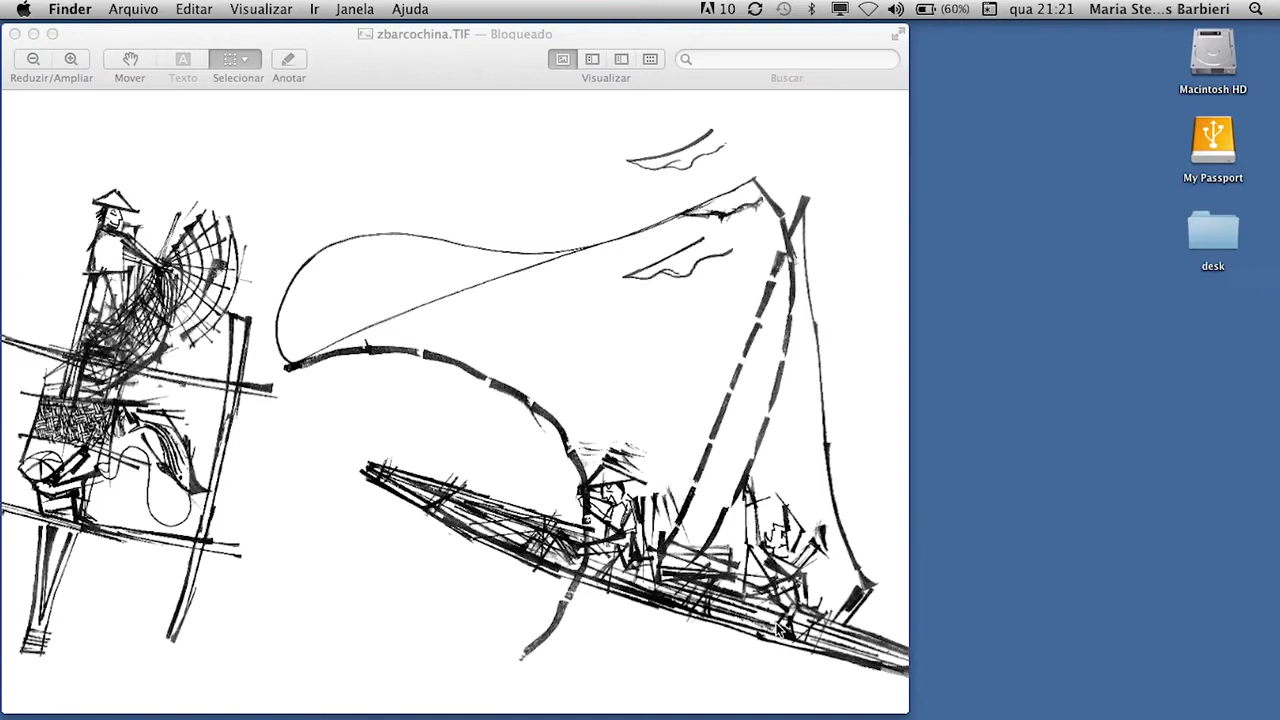 Finder Arquivo Editar Visualizar Ir Janela Ajuda 10 (60%) qua 21:21 Maria Ste...s Barbieri
zbarcochina.TIF — Bloqueado
Reduzir/Ampliar Mover Texto Selecionar Anotar Visualizar Buscar
Macintosh HD
My Passport
desk